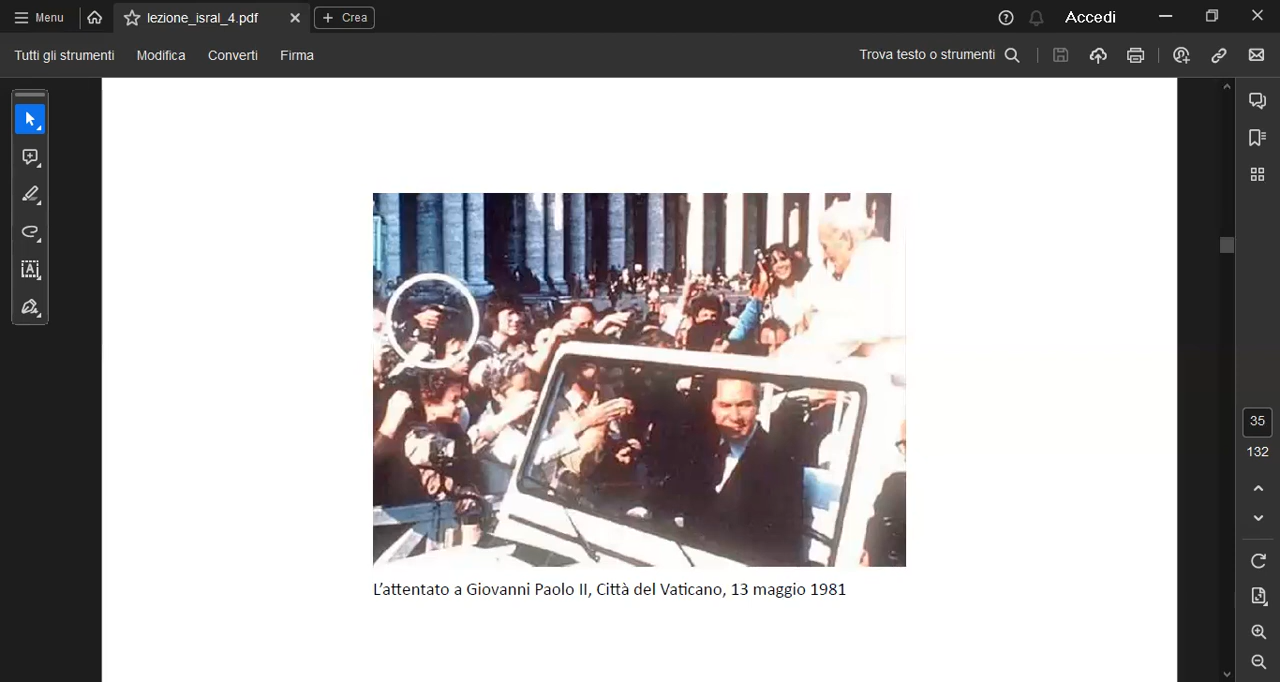 Menu
lezione_isral_4.pdf
Crea
Accedi
Tutti gli strumenti
Modifica
Converti
Firma
Trova testo o strumenti
L'attentato a Giovanni Paolo II, Città del Vaticano, 13 maggio 1981
35
132